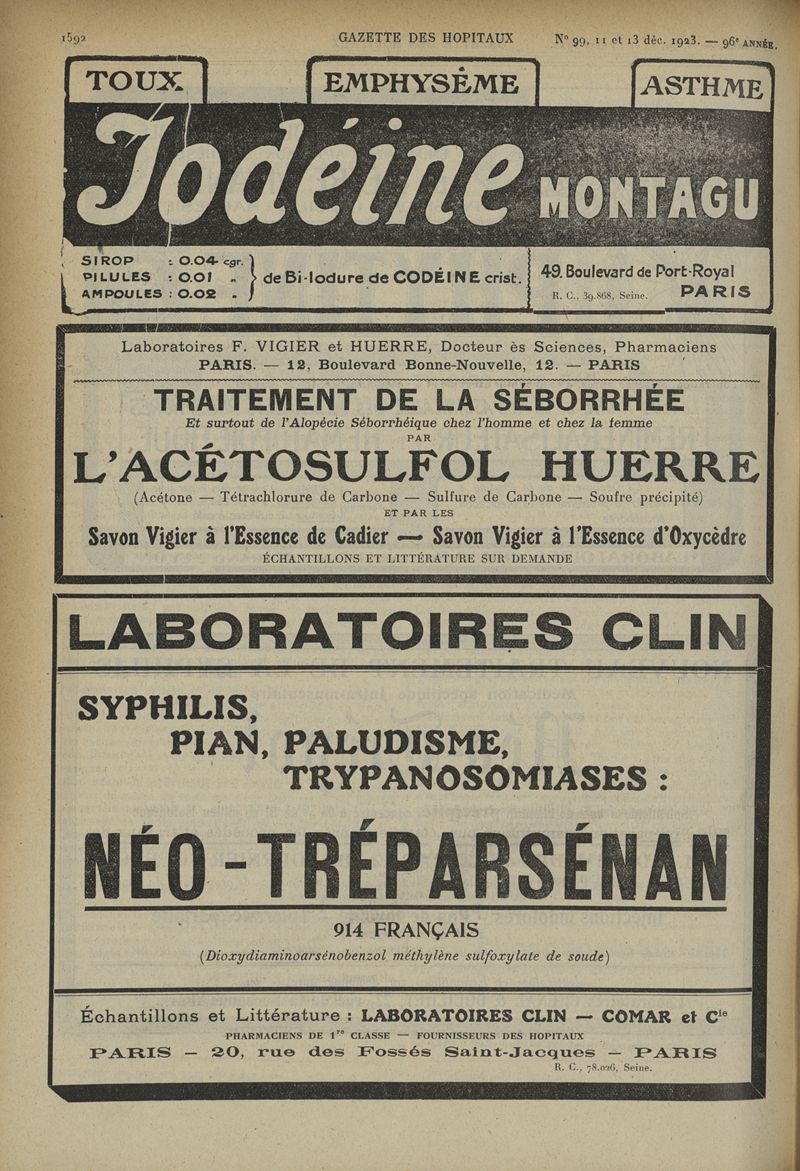 1592
GAZETTE DES HOPITAUX
N° 99, 11 et 13 déc. 1923. — 96e ANNÉE.
TOUX
EMPHYSÈME
ASTHME
Iodéine MONTAGU
SIROP : 0.04 cgr.
PILULES : 0.01 „
AMPOULES : 0.02 „
de Bi-Iodure de CODÉINE crist.
49, Boulevard de Port-Royal
R. C., 39.868, Seine. PARIS
Laboratoires F. VIGIER et HUERRE, Docteur ès Sciences, Pharmaciens
PARIS. — 12, Boulevard Bonne-Nouvelle, 12. — PARIS
TRAITEMENT DE LA SÉBORRHÉE
Et surtout de l'Alopécie Séborrhéique chez l'homme et chez la femme
PAR
L'ACÉTOSULFOL HUERRE
(Acétone — Tétrachlorure de Carbone — Sulfure de Carbone — Soufre précipité)
ET PAR LES
Savon Vigier à l'Essence de Cadier — Savon Vigier à l'Essence d'Oxycèdre
ÉCHANTILLONS ET LITTÉRATURE SUR DEMANDE
LABORATOIRES CLIN
SYPHILIS,
PIAN, PALUDISME,
TRYPANOSOMIASES :
NÉO-TRÉPARSÉNAN
914 FRANÇAIS
(Dioxydiaminoarsénobenzol méthylène sulfoxylate de soude)
Échantillons et Littérature : LABORATOIRES CLIN — COMAR et Cie
PHARMACIENS DE 1re CLASSE — FOURNISSEURS DES HOPITAUX
PARIS — 20, rue des Fossés Saint-Jacques — PARIS
R. C., 78.026, Seine.